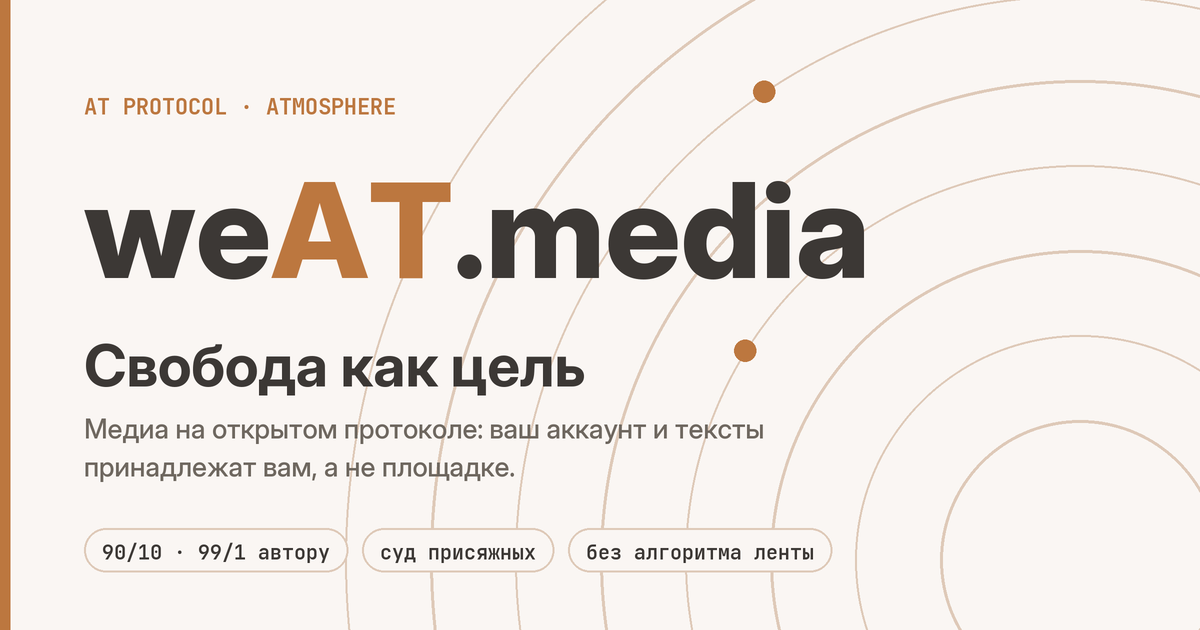 AT PROTOCOL · ATMOSPHERE
weAT.media
Свобода как цель
Медиа на открытом протоколе: ваш аккаунт и тексты
принадлежат вам, а не площадке.
90/10 · 99/1 автору
суд присяжных
без алгоритма ленты